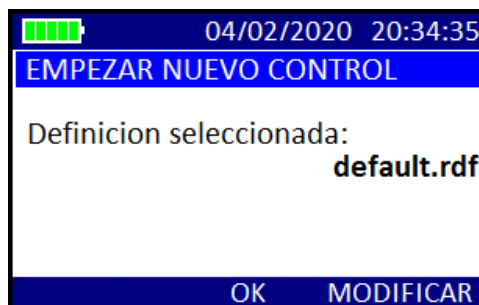 04/02/2020 20:34:35
EMPEZAR NUEVO CONTROL
Definicion seleccionada:
default.rdf
OK MODIFICAR